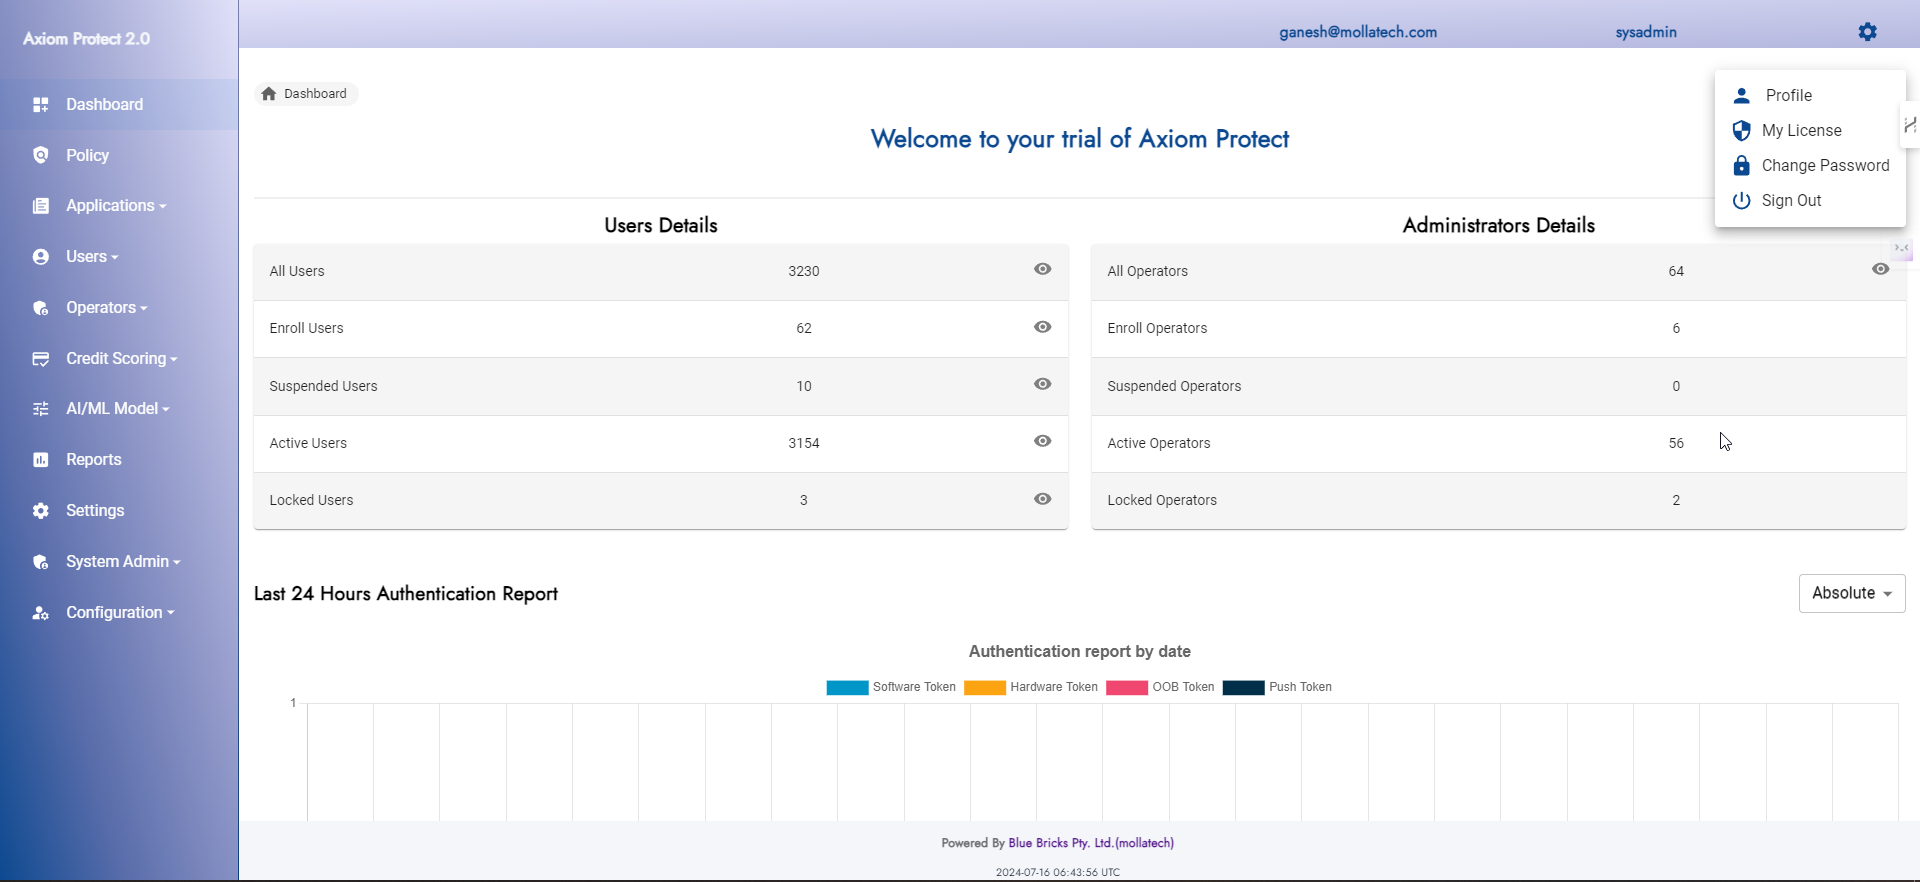 Axiom Protect 2.0
ganesh@mollatech.com
sysadmin
Dashboard
Policy
Applications
Users
Operators
Credit Scoring
AI/ML Model
Reports
Settings
System Admin
Configuration
Dashboard
Profile
My License
Change Password
Sign Out
Welcome to your trial of Axiom Protect
Users Details
All Users 3230
Enroll Users 62
Suspended Users 10
Active Users 3154
Locked Users 3
Administrators Details
All Operators 64
Enroll Operators 6
Suspended Operators 0
Active Operators 56
Locked Operators 2
Last 24 Hours Authentication Report
Absolute
Authentication report by date
Software Token Hardware Token OOB Token Push Token
1
Powered By Blue Bricks Pty. Ltd.(mollatech)
2024-07-16 06:43:56 UTC